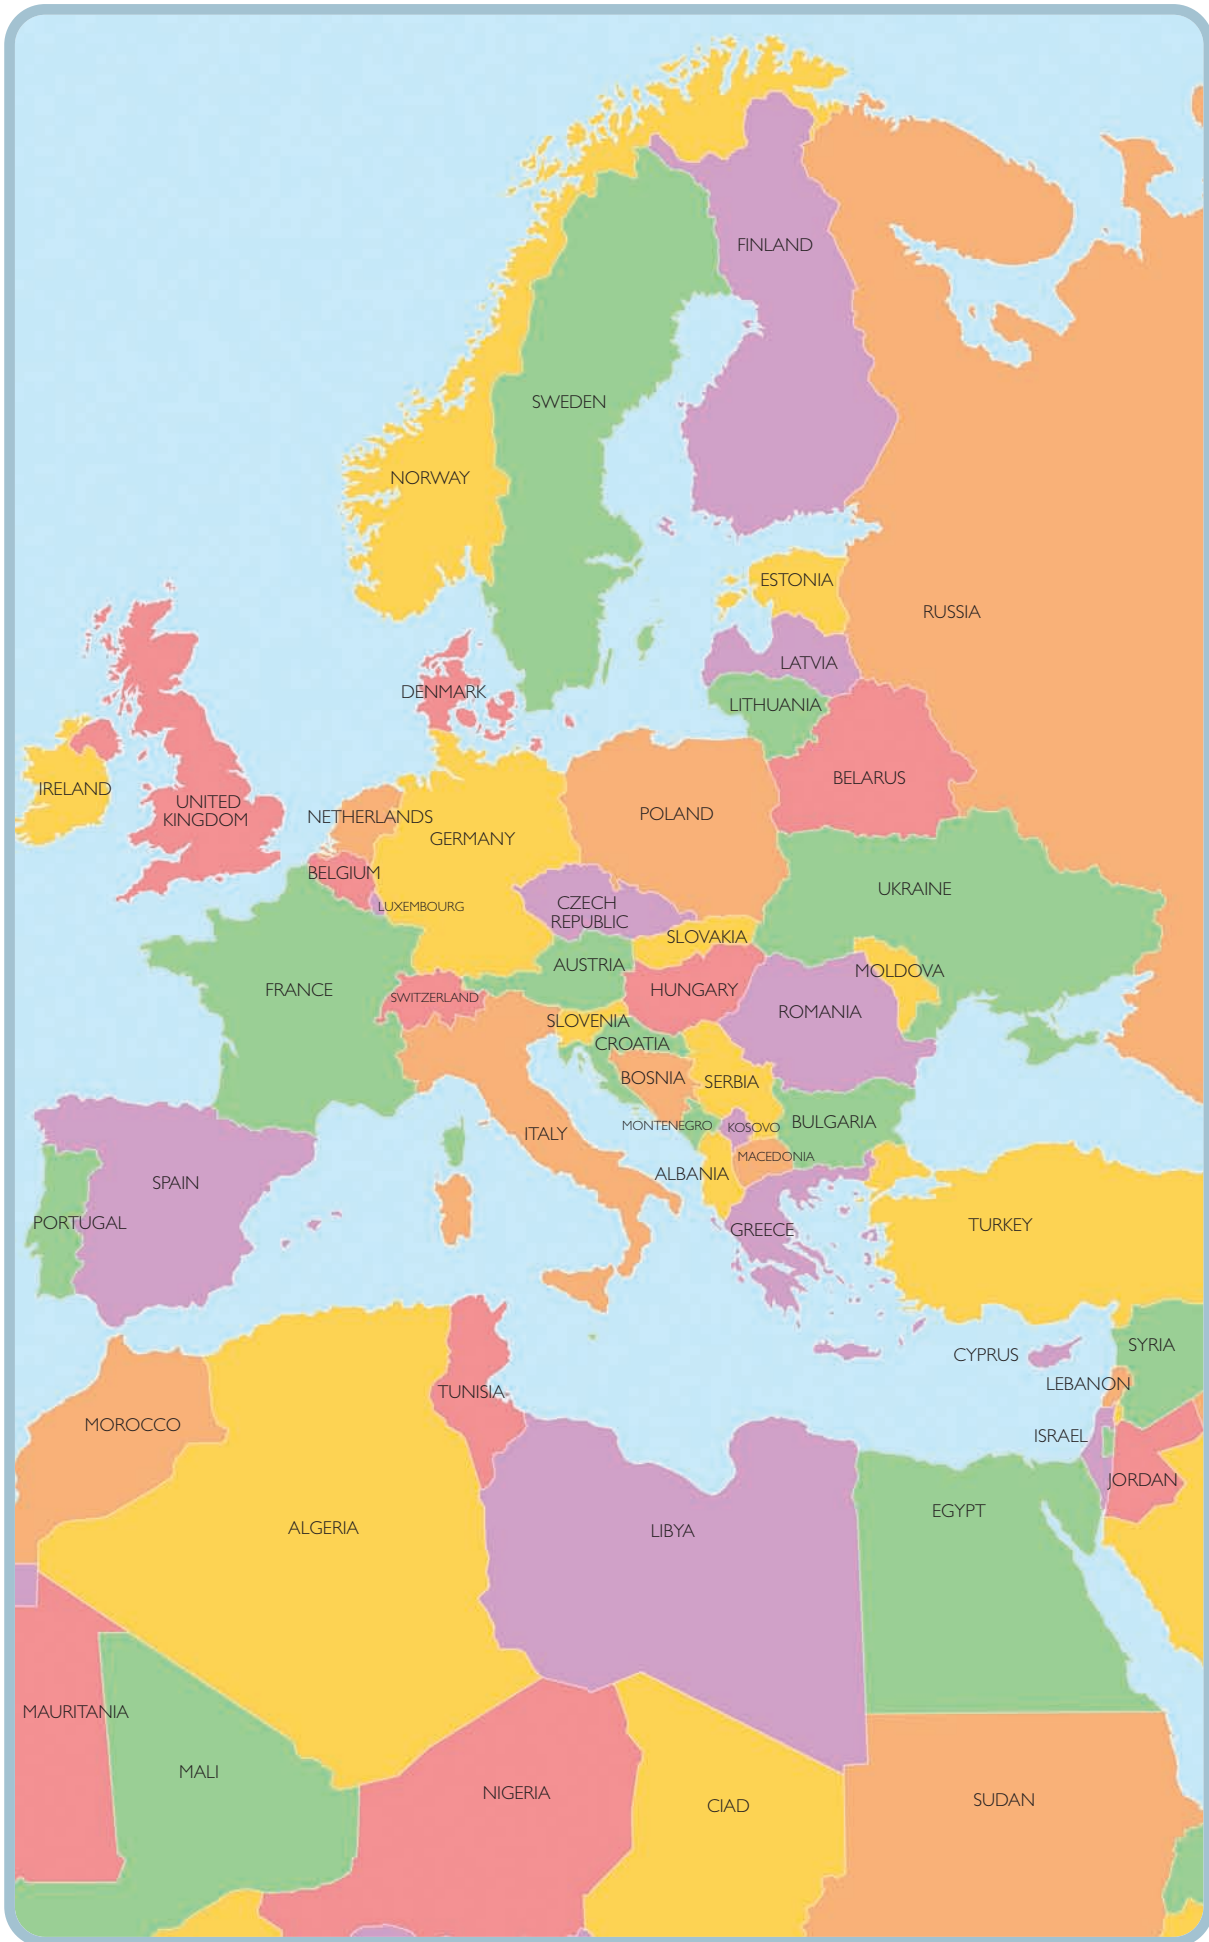 FINLAND
SWEDEN
NORWAY
ESTONIA
RUSSIA
LATVIA
DENMARK
LITHUANIA
BELARUS
IRELAND
UNITED
KINGDOM
NETHERLANDS
POLAND
GERMANY
BELGIUM
UKRAINE
LUXEMBOURG
CZECH
REPUBLIC
SLOVAKIA
AUSTRIA
MOLDOVA
FRANCE
SWITZERLAND
HUNGARY
ROMANIA
SLOVENIA
CROATIA
BOSNIA
SERBIA
MONTENEGRO
KOSOVO
BULGARIA
ITALY
MACEDONIA
ALBANIA
SPAIN
PORTUGAL
GREECE
TURKEY
SYRIA
CYPRUS
LEBANON
TUNISIA
MOROCCO
ISRAEL
JORDAN
EGYPT
ALGERIA
LIBYA
MAURITANIA
MALI
NIGERIA
CIAD
SUDAN